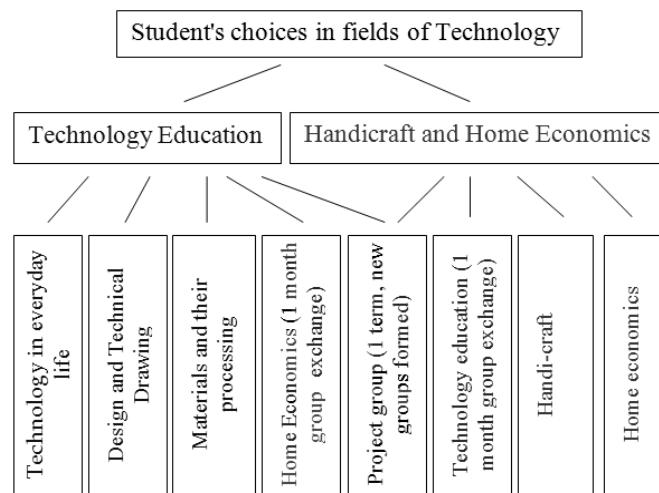 Student's choices in fields of Technology
Technology Education
Handicraft and Home Economics
Technology in everyday
life
Design and Technical
Drawing
Materials and their
processing
Home Economics (1 month
group exchange)
Project group (1 term, new
groups formed)
Technology education (1
month group exchange)
Handi-craft
Home economics